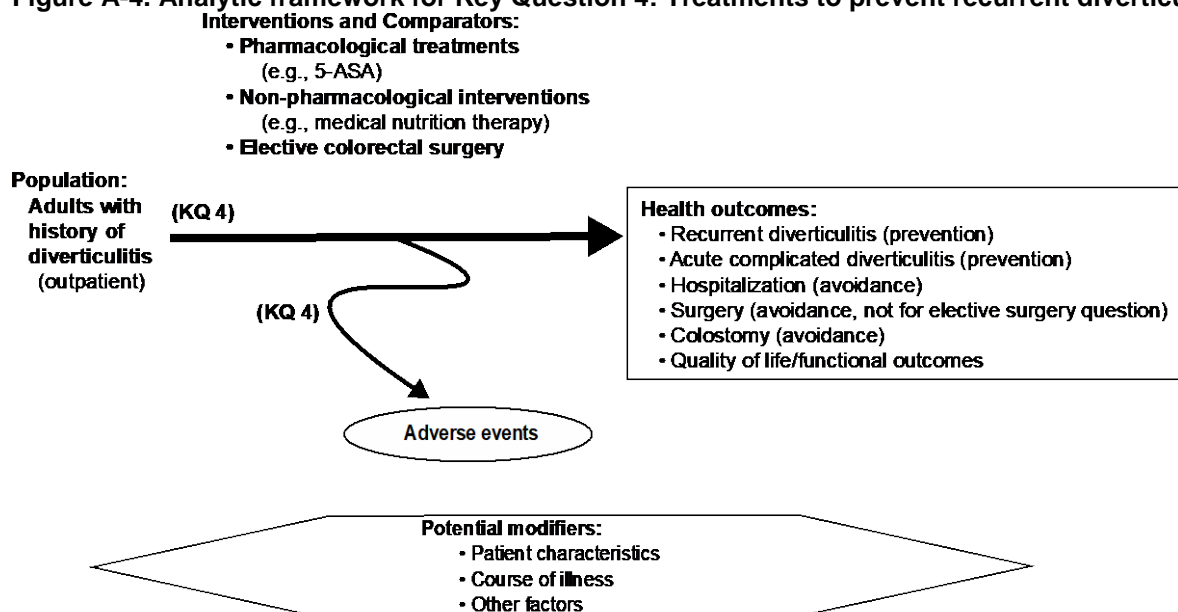 Figure A-4. Analytic framework for Key Question 4: Treatments to prevent recurrent
Interventions and Comparators:
• Pharmacological treatments
(e.g., 5-ASA)
• Non-pharmacological interventions
(e.g., medical nutrition therapy)
• Elective colorectal surgery
Population:
Adults with
history of
diverticulitis
(outpatient)
(KQ 4)
(KQ 4)
Adverse events
Health outcomes:
• Recurrent diverticulitis (prevention)
• Acute complicated diverticulitis (prevention)
• Hospitalization (avoidance)
• Surgery (avoidance, not for elective surgery question)
• Colostomy (avoidance)
• Quality of life/functional outcomes
Potential modifiers:
• Patient characteristics
• Course of illness
• Other factors